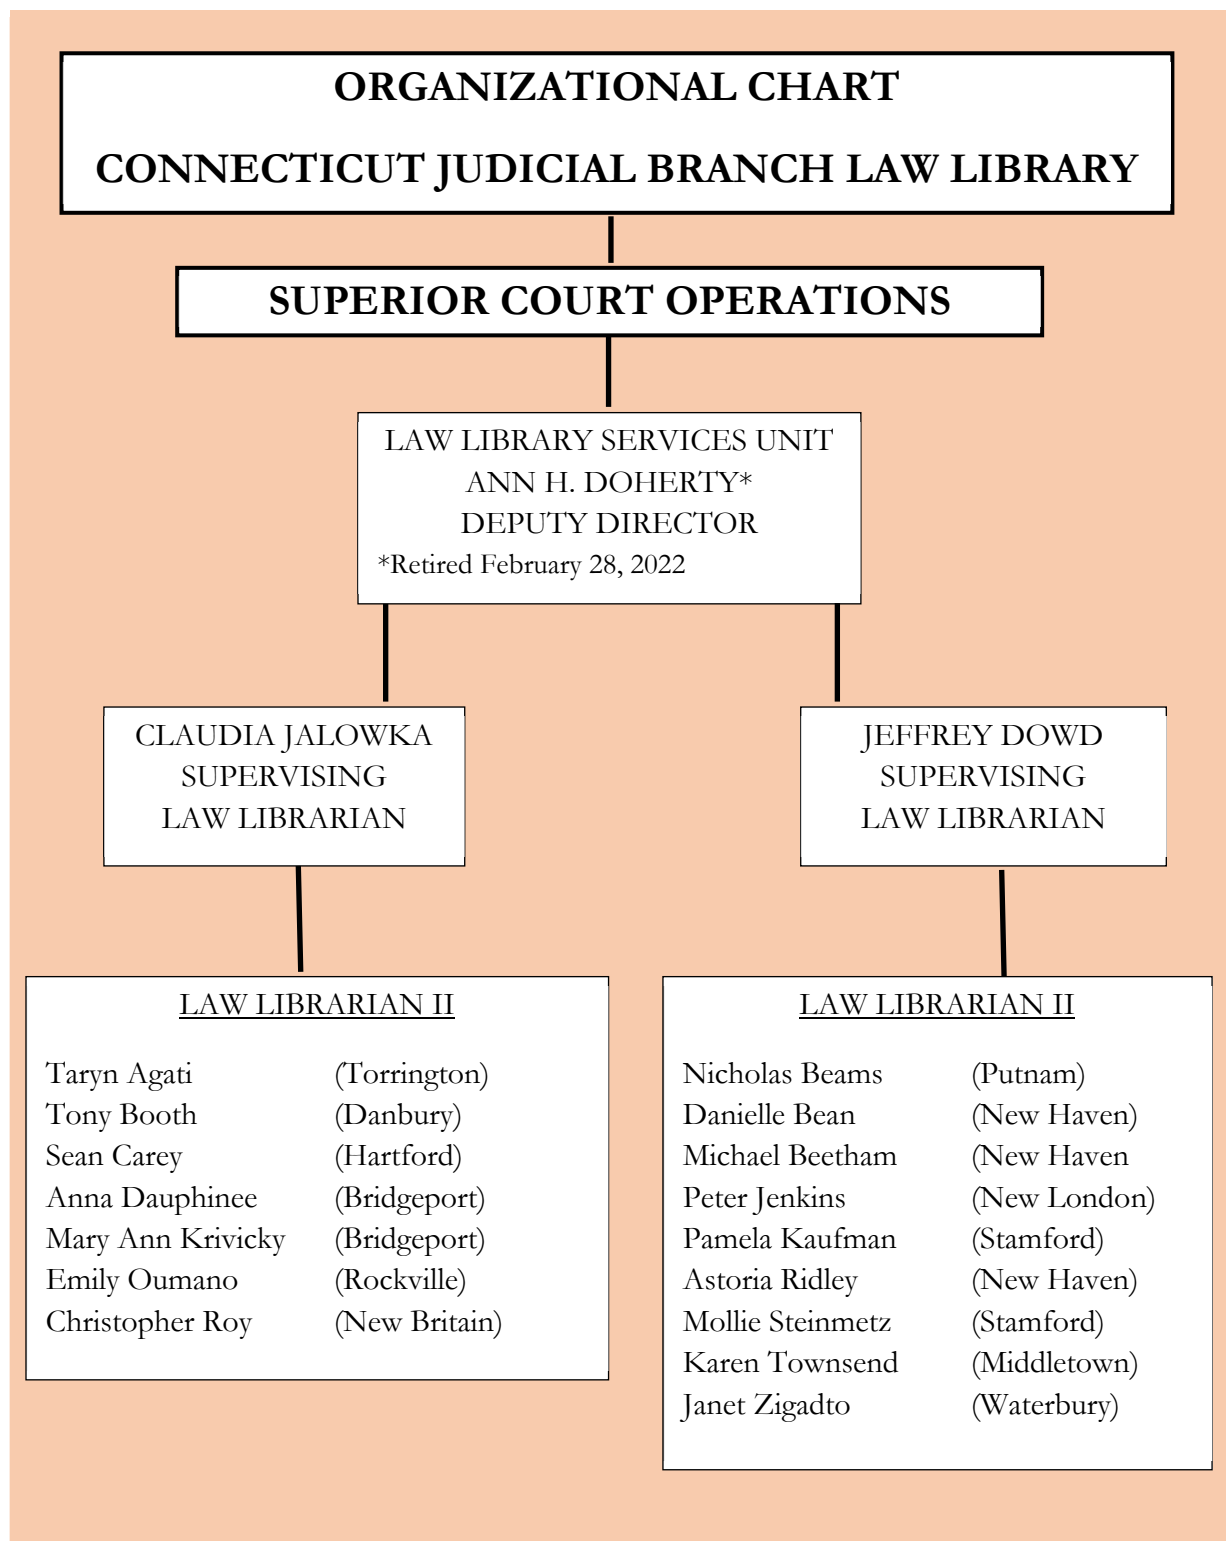 ORGANIZATIONAL CHART
CONNECTICUT JUDICIAL BRANCH LAW LIBRARY
SUPERIOR COURT OPERATIONS
LAW LIBRARY SERVICES UNIT
ANN H. DOHERTY*
DEPUTY DIRECTOR
*Retired February 28, 2022
CLAUDIA JALOWKA
SUPERVISING
LAW LIBRARIAN
JEFFREY DOWD
SUPERVISING
LAW LIBRARIAN
LAW LIBRARIAN II
Taryn Agati (Torrington)
Tony Booth (Danbury)
Sean Carey (Hartford)
Anna Dauphinee (Bridgeport)
Mary Ann Krivicky (Bridgeport)
Emily Oumano (Rockville)
Christopher Roy (New Britain)
LAW LIBRARIAN II
Nicholas Beams (Putnam)
Danielle Bean (New Haven)
Michael Beetham (New Haven
Peter Jenkins (New London)
Pamela Kaufman (Stamford)
Astoria Ridley (New Haven)
Mollie Steinmetz (Stamford)
Karen Townsend (Middletown)
Janet Zigadto (Waterbury)